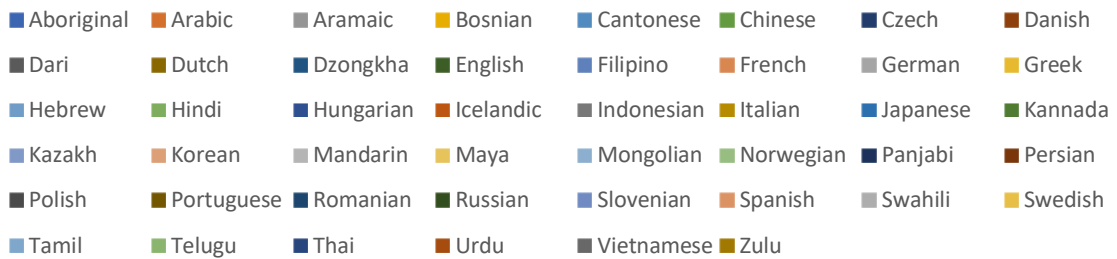 Aboriginal Arabic Aramaic Bosnian Cantonese Chinese Czech Danish
Dari Dutch Dzongkha English Filipino French German Greek
Hebrew Hindi Hungarian Icelandic Indonesian Italian Japanese Kannada
Kazakh Korean Mandarin Maya Mongolian Norwegian Panjabi Persian
Polish Portuguese Romanian Russian Slovenian Spanish Swahili Swedish
Tamil Telugu Thai Urdu Vietnamese Zulu